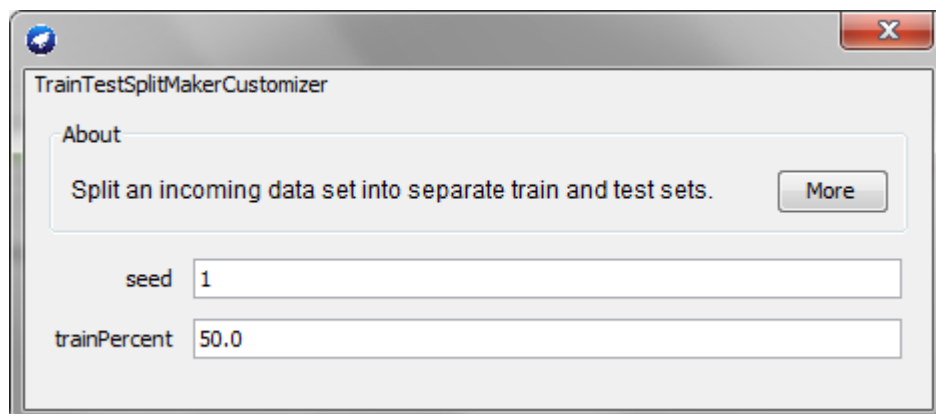 TrainTestSplitMakerCustomizer
About
Split an incoming data set into separate train and test sets. More
seed 1
trainPercent 50.0